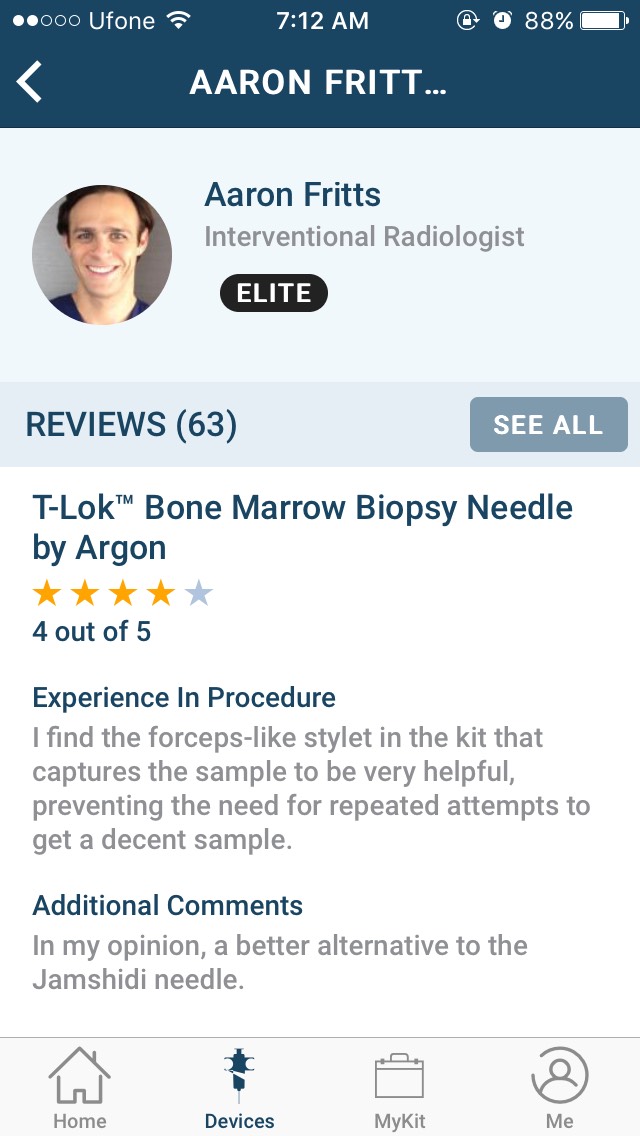 Ufone 7:12 AM 88%
AARON FRITT...
Aaron Fritts
Interventional Radiologist
ELITE
REVIEWS (63) SEE ALL
T-Lok™ Bone Marrow Biopsy Needle
by Argon
4 out of 5
Experience In Procedure
I find the forceps-like stylet in the kit that
captures the sample to be very helpful,
preventing the need for repeated attempts to
get a decent sample.
Additional Comments
In my opinion, a better alternative to the
Jamshidi needle.
Home Devices MyKit Me